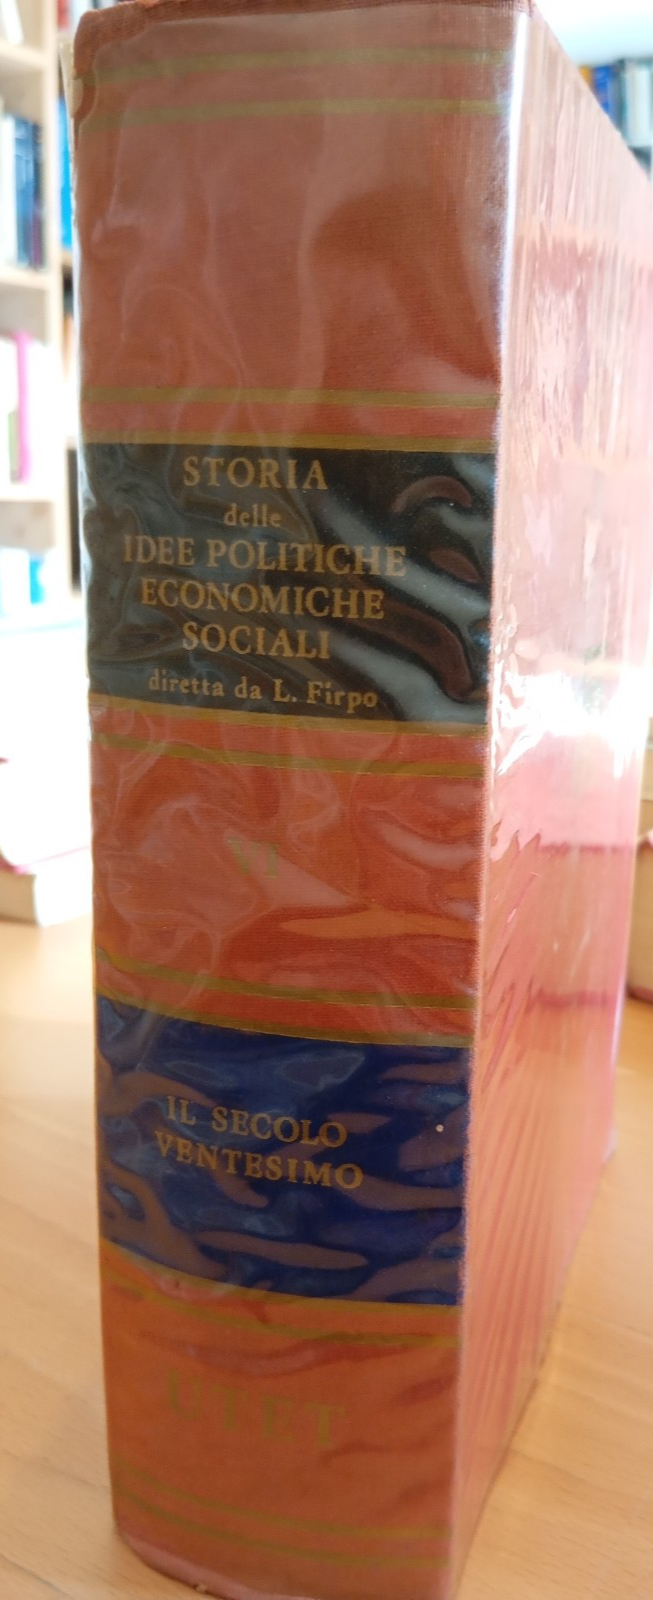 STORIA
delle
IDEE POLITICHE
ECONOMICHE
SOCIALI
diretta da L. Firpo
VI
IL SECOLO
VENTESIMO
UTET